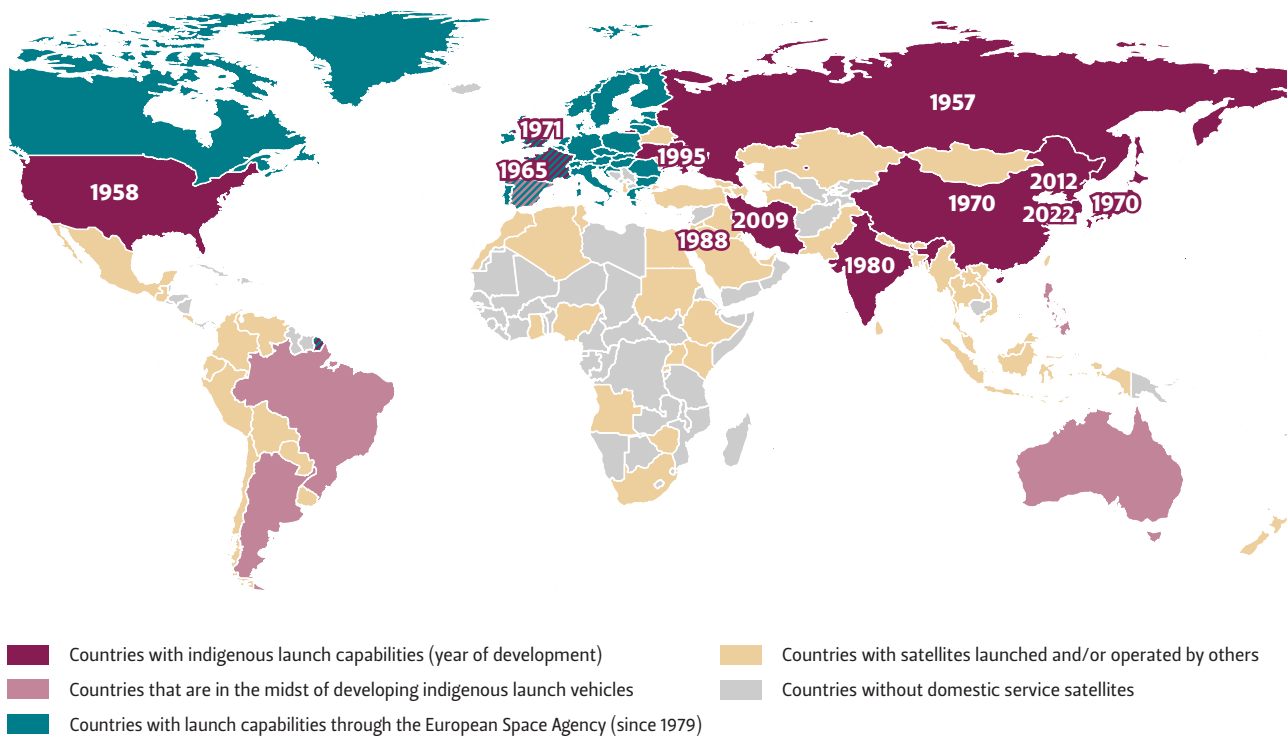 1957
1971
1995
1965
1958
2012
1970
1970
2022
2009
1988
1980
Countries with indigenous launch capabilities (year of development)
Countries that are in the midst of developing indigenous launch vehicles
Countries with launch capabilities through the European Space Agency (since 1979)
Countries with satellites launched and/or operated by others
Countries without domestic service satellites